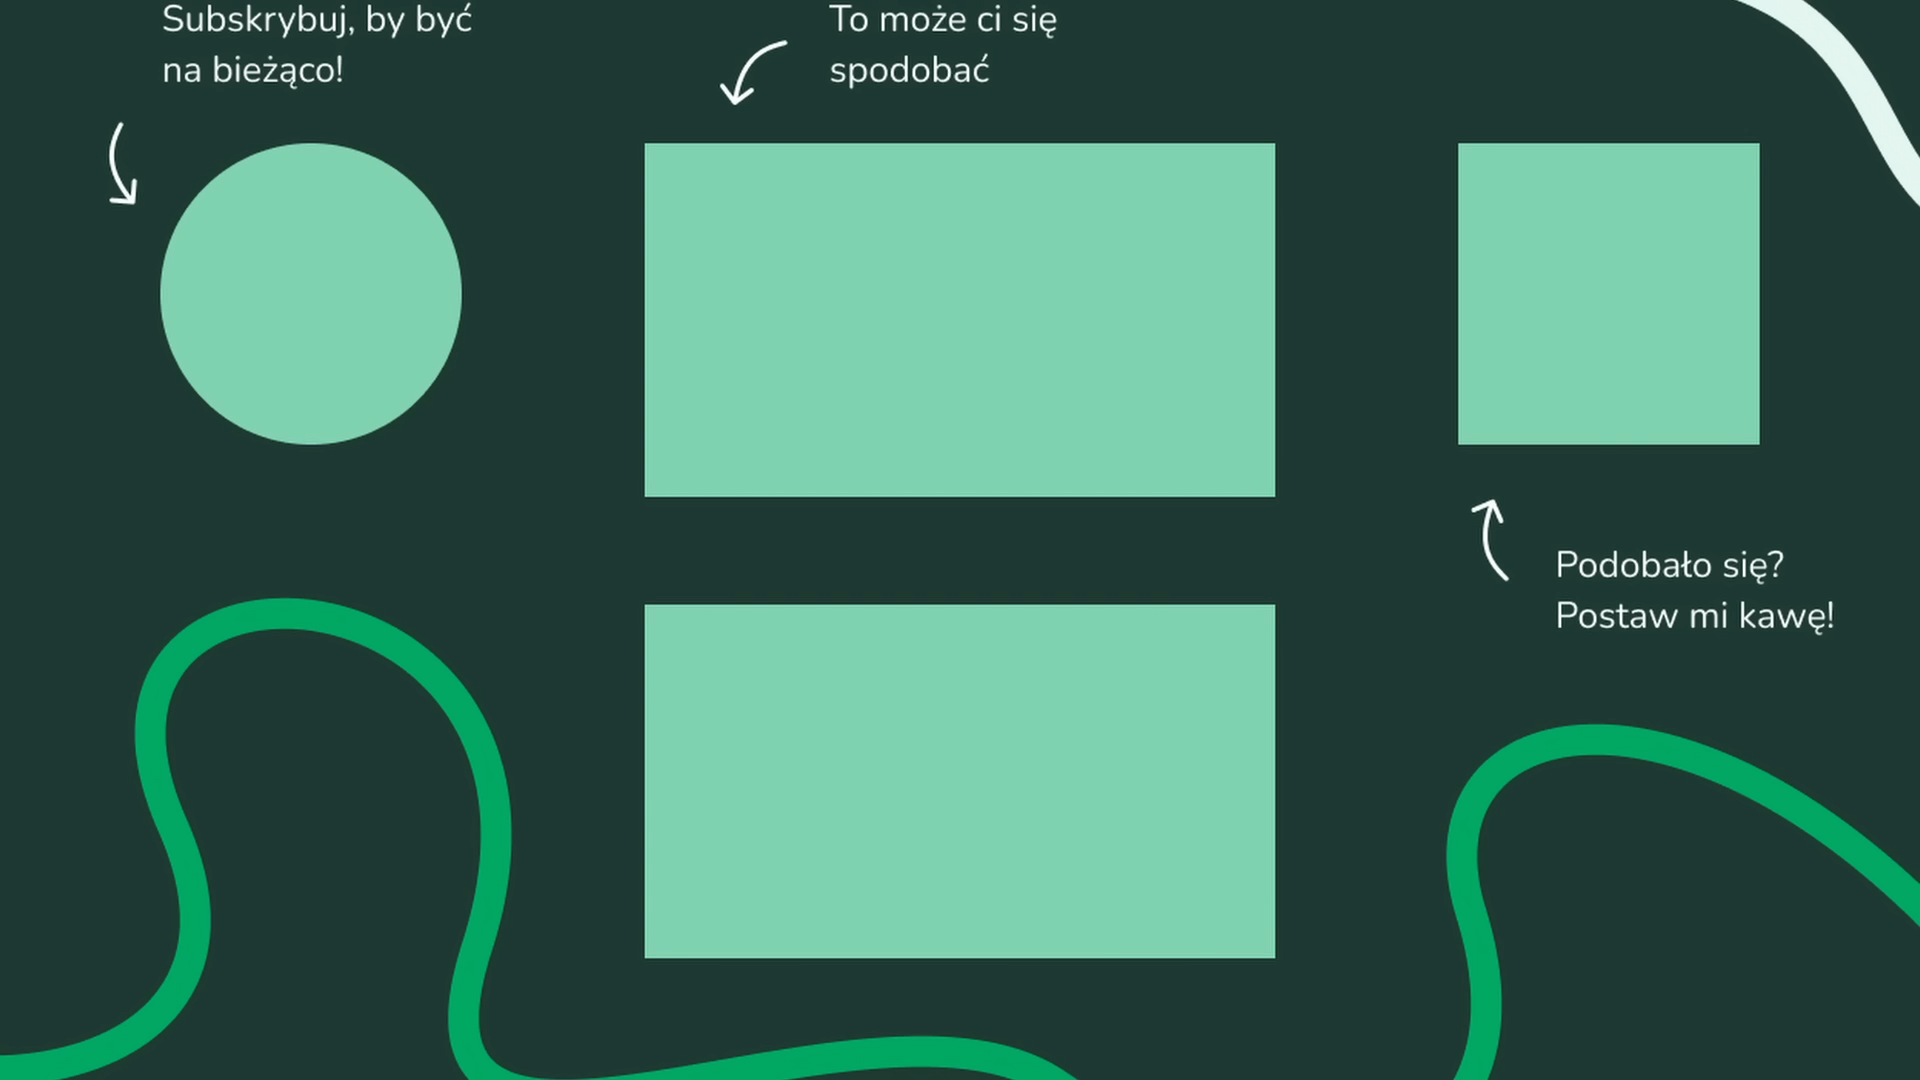 Subskrybuj, by być
na bieżąco!
To może ci się
spodobać
Podobało się?
Postaw mi kawę!